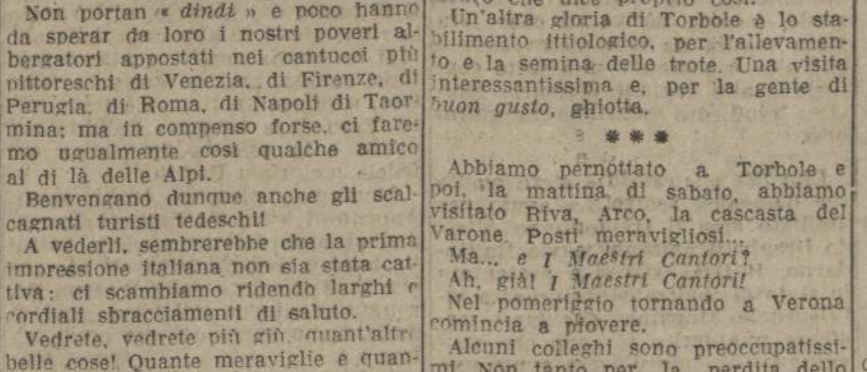 Non portan « dindi » e poco hanno
da sperar da loro i nostri poveri al-
bergatori appostati nei cantucci più
pittoreschi di Venezia, di Firenze, di
Perugia, di Roma, di Napoli di Taor-
mina; ma in compenso forse, ci fare-
mo ugualmente così qualche amico
al di là delle Alpi.
Benvengano dunque anche gli scal-
cagnati turisti tedeschi!
A vederli, sembrerebbe che la prima
impressione italiana non sia stata cat-
tiva: ci scambiamo ridendo larghi e
cordiali sbracciamenti di saluto.
Vedrete, vedrete più giù, quant'altre
belle cose! Quante meraviglie e quan-
che dice proprio così.
Un'altra gloria di Torbole è lo sta-
bilimento ittiologico, per l'allevamen-
to e la semina delle trote. Una visita
interessantissima e, per la gente di
buon gusto, ghiotta.
* * *
Abbiamo pernottato a Torbole e
poi, la mattina di sabato, abbiamo
visitato Riva, Arco, la cascasta del
Varone. Posti meravigliosi...
Ma... e I Maestri Cantori?
Ah, già! I Maestri Cantori!
Nel pomeriggio tornando a Verona
comincia a piovere.
Alcuni colleghi sono preoccupatissi-
mi. Non tanto per la perdita dello